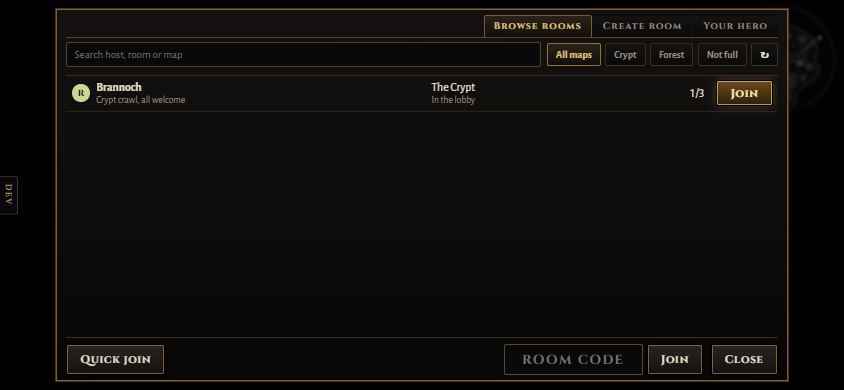 Browse rooms
Create room
Your hero
Search host, room or map
All maps
Crypt
Forest
Not full
↻
R
Brannoch
Crypt crawl, all welcome
The Crypt
In the lobby
1/3
Join
DEV
Quick join
ROOM CODE
Join
Close